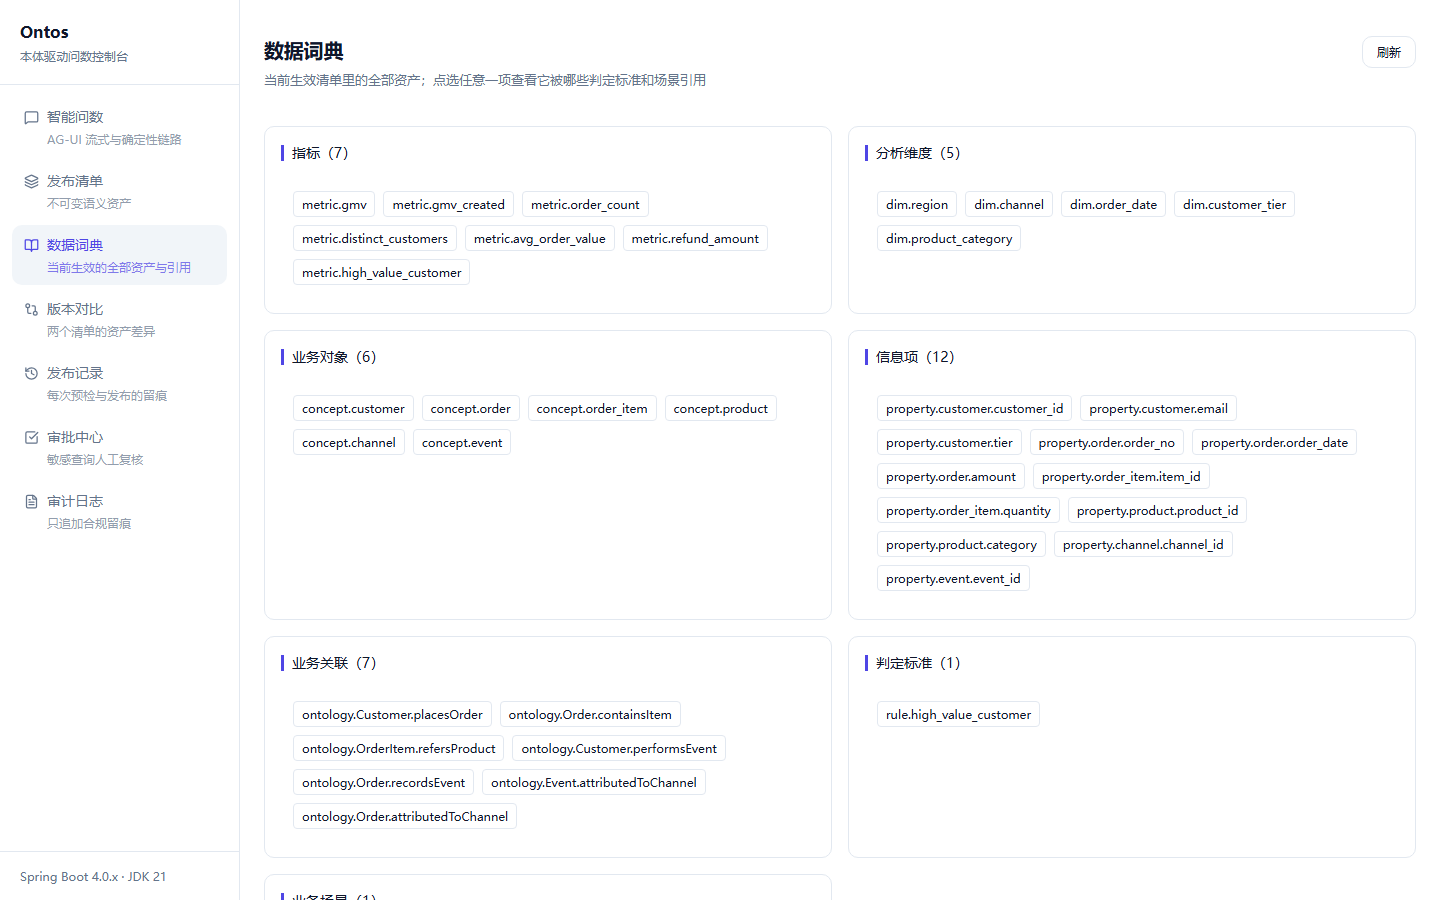 Ontos
本体驱动问数控制台
智能问数
AG-UI 流式与确定性链路
发布清单
不可变语义资产
数据词典
当前生效的全部资产与引用
版本对比
两个清单的资产差异
发布记录
每次预检与发布的留痕
审批中心
敏感查询人工复核
审计日志
只追加合规留痕
Spring Boot 4.0.x · JDK 21
数据词典
当前生效清单里的全部资产；点选任意一项查看它被哪些判定标准和场景引用
刷新
指标（7）
metric.gmv metric.gmv_created metric.order_count
metric.distinct_customers metric.avg_order_value metric.refund_amount
metric.high_value_customer
分析维度（5）
dim.region dim.channel dim.order_date dim.customer_tier
dim.product_category
业务对象（6）
concept.customer concept.order concept.order_item concept.product
concept.channel concept.event
信息项（12）
property.customer.customer_id property.customer.email
property.customer.tier property.order.order_no property.order.order_date
property.order.amount property.order_item.item_id
property.order_item.quantity property.product.product_id
property.product.category property.channel.channel_id
property.event.event_id
业务关联（7）
ontology.Customer.placesOrder ontology.Order.containsItem
ontology.OrderItem.refersProduct ontology.Customer.performsEvent
ontology.Order.recordsEvent ontology.Event.attributedToChannel
ontology.Order.attributedToChannel
判定标准（1）
rule.high_value_customer
业务场景（1）